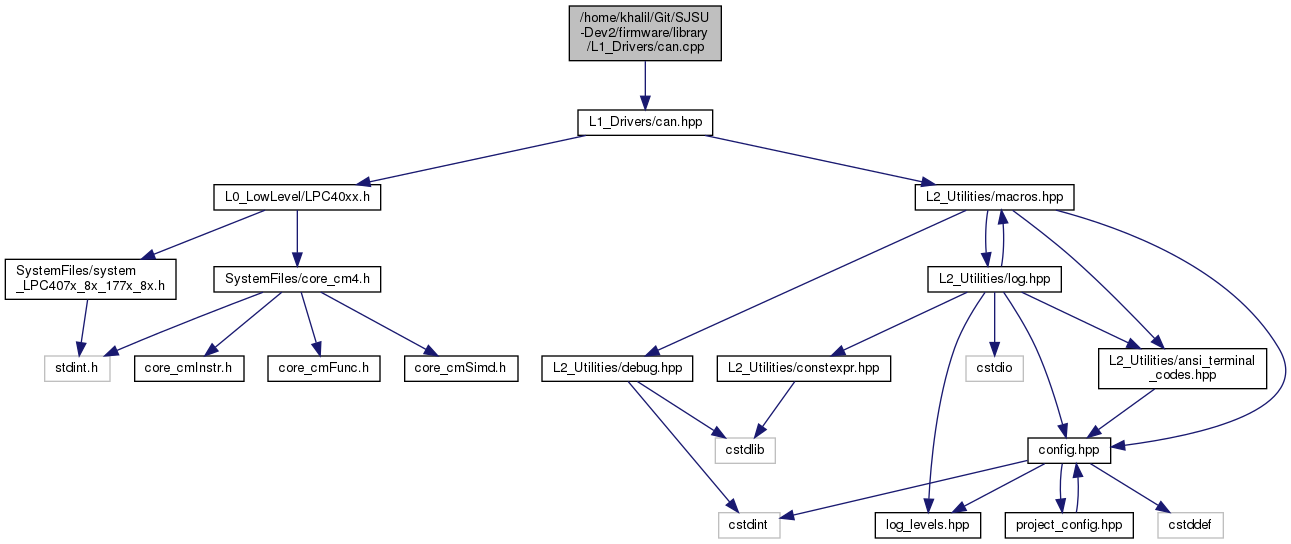 /home/khalil/Git/SJSU
-Dev2/firmware/library
/L1_Drivers/can.cpp
L1_Drivers/can.hpp
L0_LowLevel/LPC40xx.h
L2_Utilities/macros.hpp
SystemFiles/system
_LPC407x_8x_177x_8x.h
SystemFiles/core_cm4.h
L2_Utilities/log.hpp
stdint.h
core_cmInstr.h
core_cmFunc.h
core_cmSimd.h
L2_Utilities/debug.hpp
L2_Utilities/constexpr.hpp
cstdio
L2_Utilities/ansi_terminal
_codes.hpp
cstdlib
config.hpp
cstdint
log_levels.hpp
project_config.hpp
cstddef